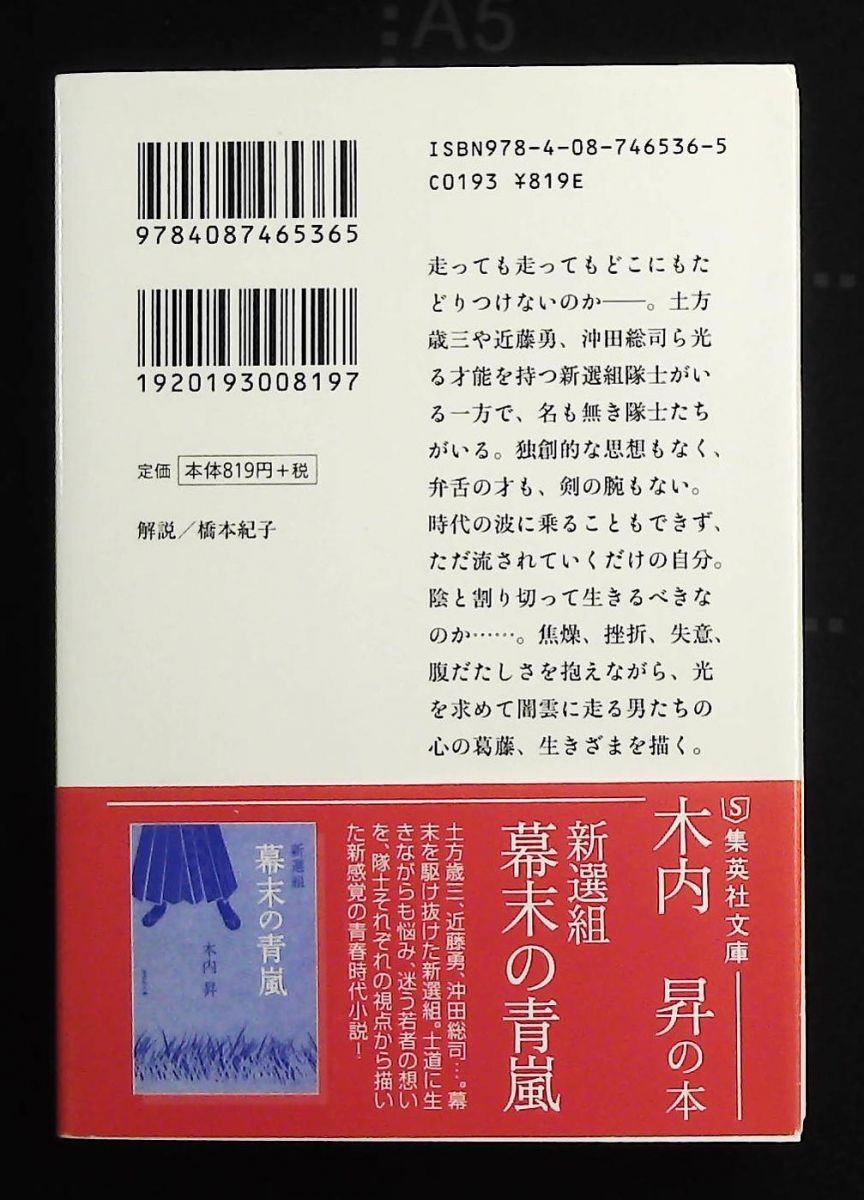 A5
ISBN978-4-08-746536-5
C0193 ¥819E
9784087465365
1920193008197
定価 本体819円+税
解説／橋本紀子
走っても走ってもどこにもた
どりつけないのか――。土方
歳三や近藤勇、沖田総司ら光
る才能を持つ新選組隊士がい
る一方で、名も無き隊士たち
がいる。独創的な思想もなく、
弁舌の才も、剣の腕もない。
時代の波に乗ることもできず、
ただ流されていくだけの自分。
陰と割り切って生きるべきな
のか……。焦燥、挫折、失意、
腹だたしさを抱えながら、光
を求めて闇雲に走る男たちの
心の葛藤、生きざまを描く。
S 集英社文庫
木内 昇の本
新選組
幕末の青嵐
土方歳三、近藤勇、沖田総司…。幕
末を駆け抜けた新選組。士道に生
きながらも悩み、迷う若者の想い
を、隊士それぞれの視点から描い
た新感覚の青春時代小説！
新選組
幕末の青嵐
木内 昇